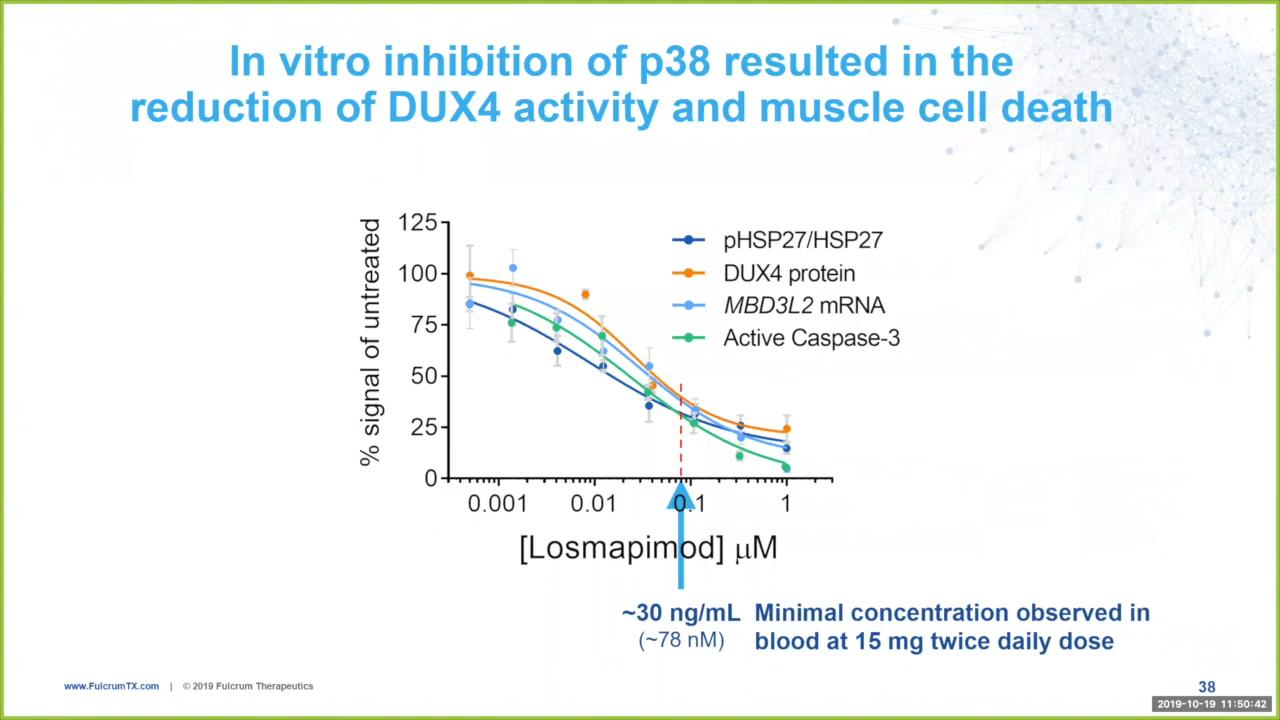 In vitro inhibition of p38 resulted in the
reduction of DUX4 activity and muscle cell death
% signal of untreated
125
100
75
50
25
0
pHSP27/HSP27
DUX4 protein
MBD3L2 mRNA
Active Caspase-3
0.001
0.01
0.1
1
[Losmapimod] μM
~30 ng/mL
(~78 nM)
Minimal concentration observed in
blood at 15 mg twice daily dose
www.FulcrumTX.com | © 2019 Fulcrum Therapeutics
38
2019-10-19 11:50:42